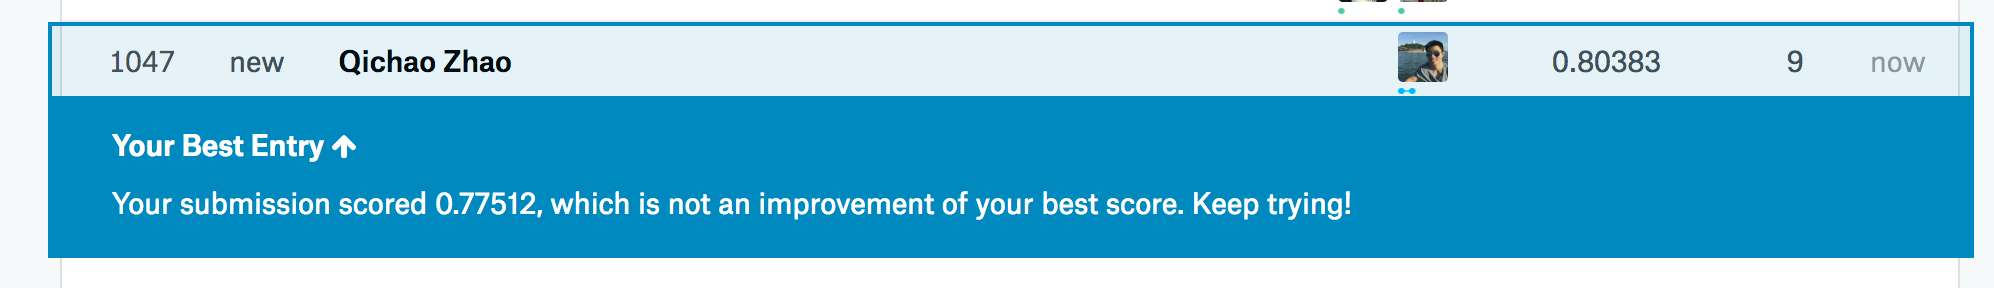 1047 new Qichao Zhao 0.80383 9 now
Your Best Entry
Your submission scored 0.77512, which is not an improvement of your best score. Keep trying!